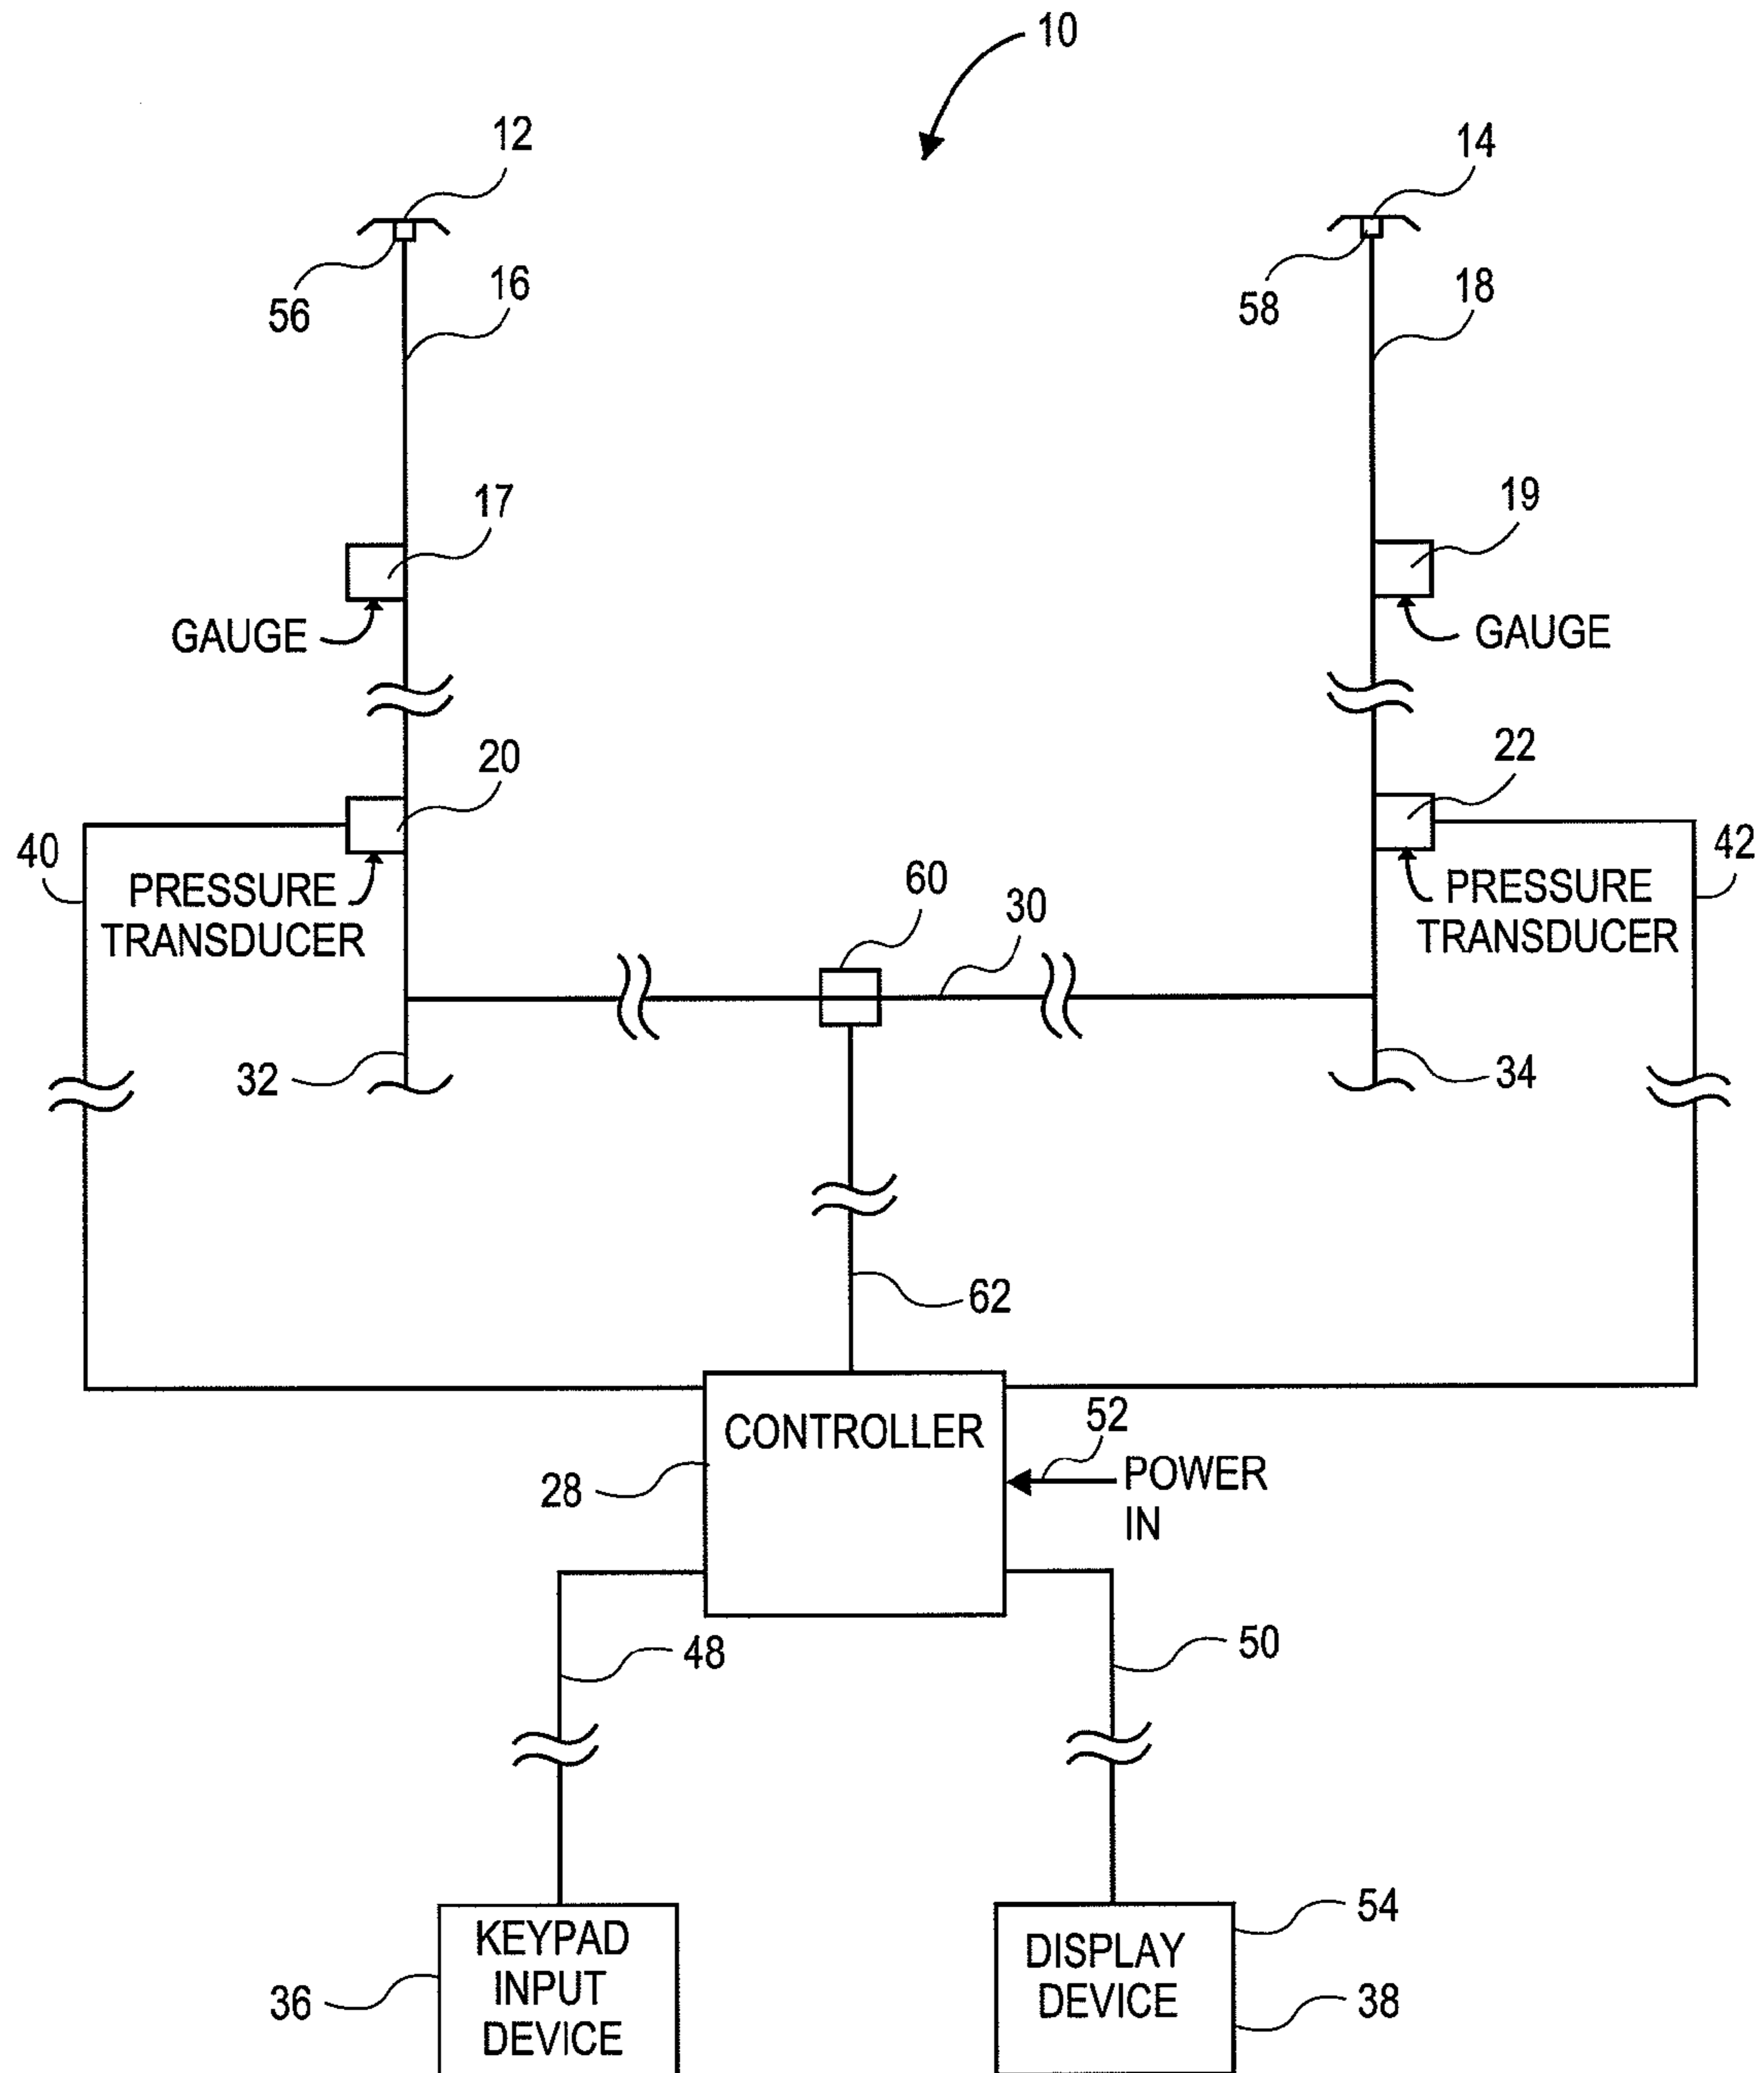 10
12
14
56
16
58
18
17
19
GAUGE
GAUGE
20
22
40
42
PRESSURE
TRANSDUCER
60
30
PRESSURE
TRANSDUCER
32
34
62
CONTROLLER
52
28
POWER
IN
48
50
54
KEYPAD
INPUT
DEVICE
DISPLAY
DEVICE
36
38